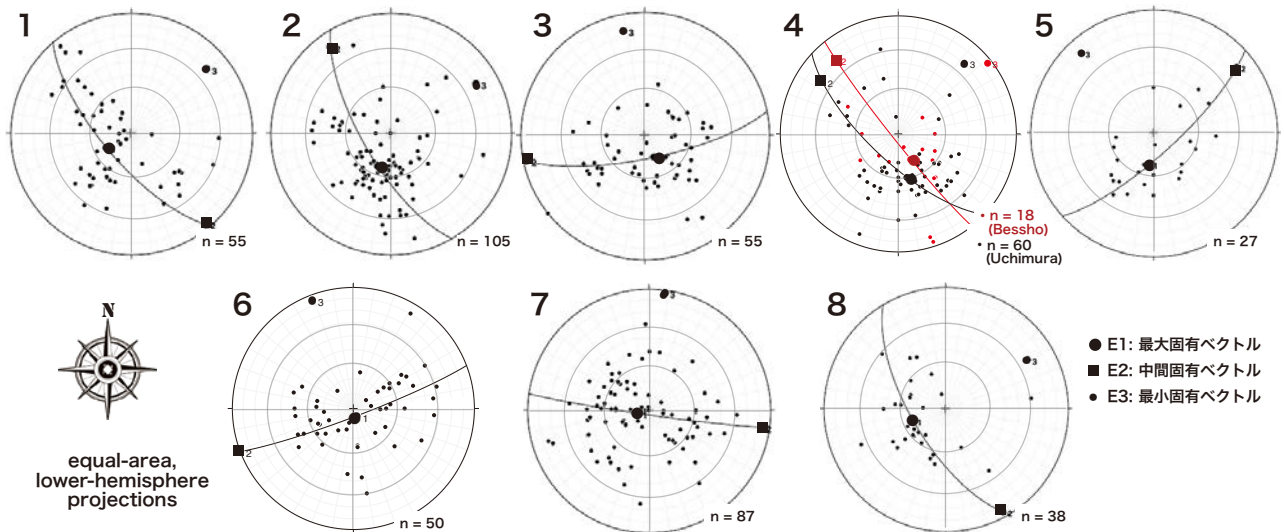 1
2
3
4
5
3
2
n = 55
2
3
n = 105
3
2
n = 55
2
2
3
3
n = 18
(Bessho)
n = 60
(Uchimura)
3
2
n = 27
N
equal-area,
lower-hemisphere
projections
6
7
8
3
1
2
n = 50
3
2
n = 87
3
2
n = 38
E1: 最大固有ベクトル
E2: 中間固有ベクトル
E3: 最小固有ベクトル